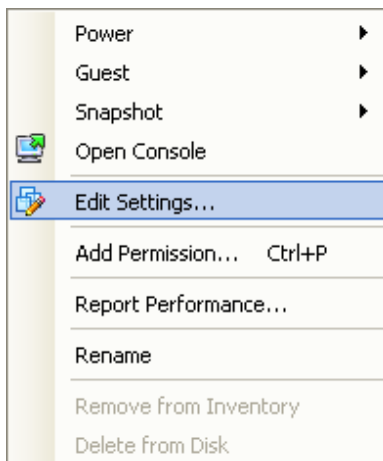 Power
Guest
Snapshot
Open Console
Edit Settings...
Add Permission... Ctrl+P
Report Performance...
Rename
Remove from Inventory
Delete from Disk